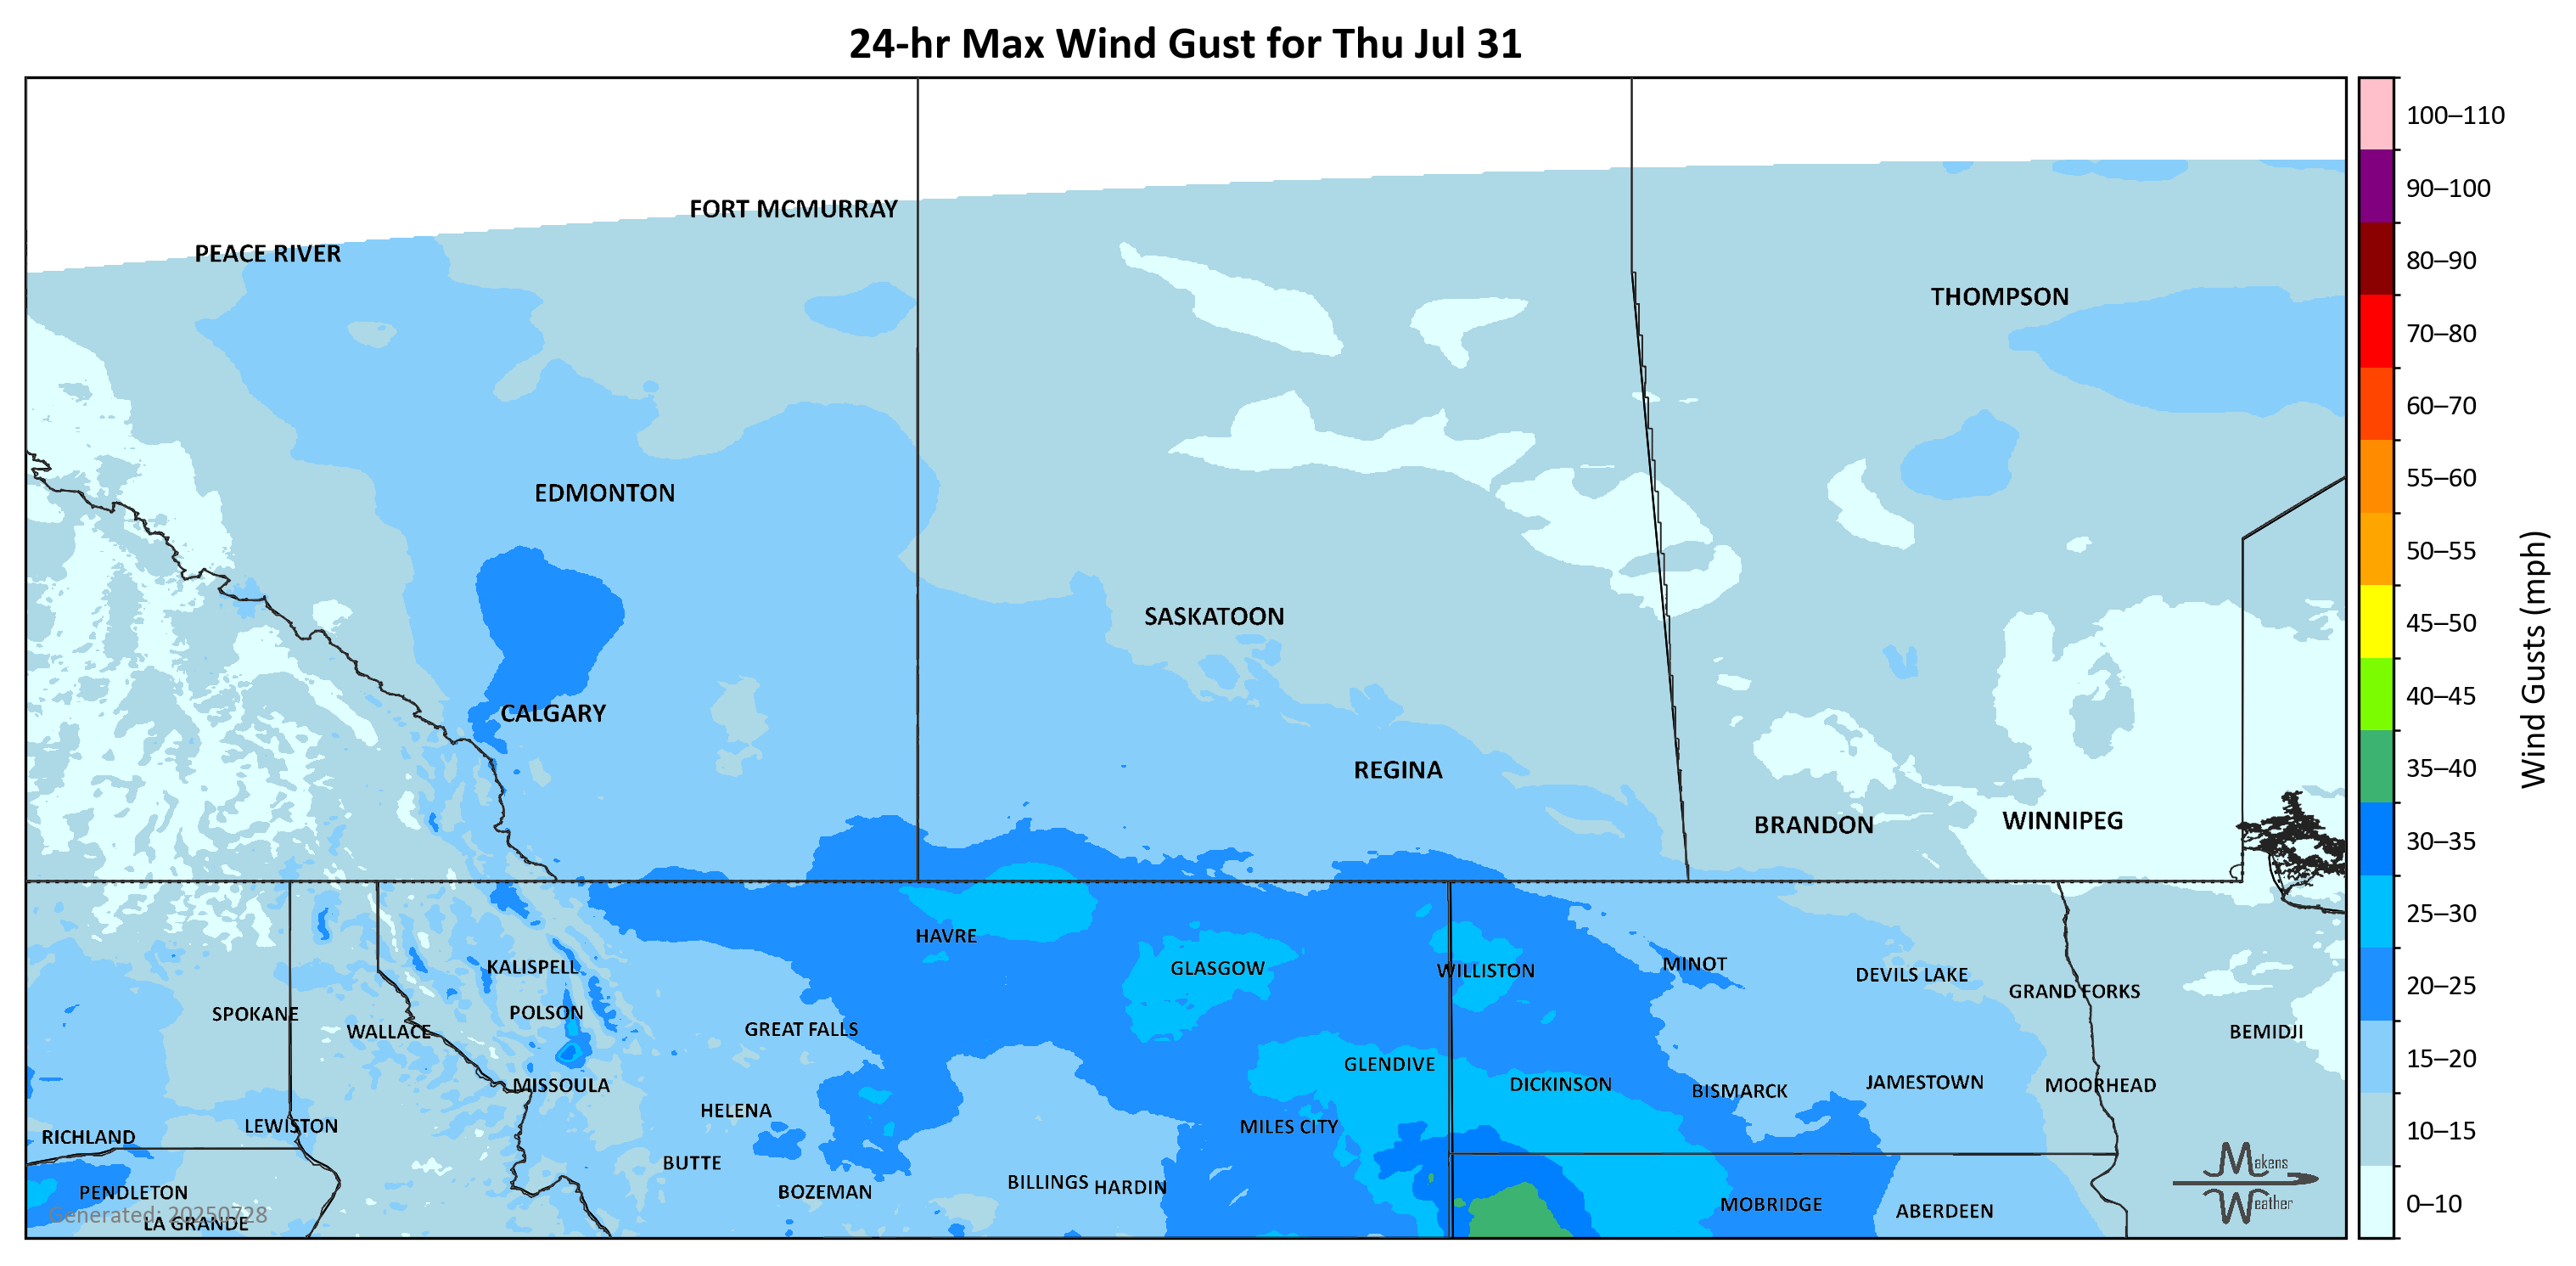 24-hr Max Wind Gust for Thu Jul 31
100–110
90–100
80–90
70–80
60–70
55–60
50–55
45–50
40–45
35–40
30–35
25–30
20–25
15–20
10–15
0–10
Wind Gusts (mph)
FORT MCMURRAY
PEACE RIVER
THOMPSON
EDMONTON
SASKATOON
CALGARY
REGINA
BRANDON
WINNIPEG
HAVRE
KALISPELL
GLASGOW
WILLISTON
MINOT
DEVILS LAKE
GRAND FORKS
SPOKANE
POLSON
WALLACE
GREAT FALLS
BEMIDJI
GLENDIVE
MISSOULA
DICKINSON
BISMARCK
JAMESTOWN
MOORHEAD
HELENA
LEWISTON
MILES CITY
RICHLAND
BUTTE
PENDLETON
BOZEMAN
BILLINGS
HARDIN
MOBRIDGE
ABERDEEN
Generated: 20250728
LA GRANDE
Makens
Weather